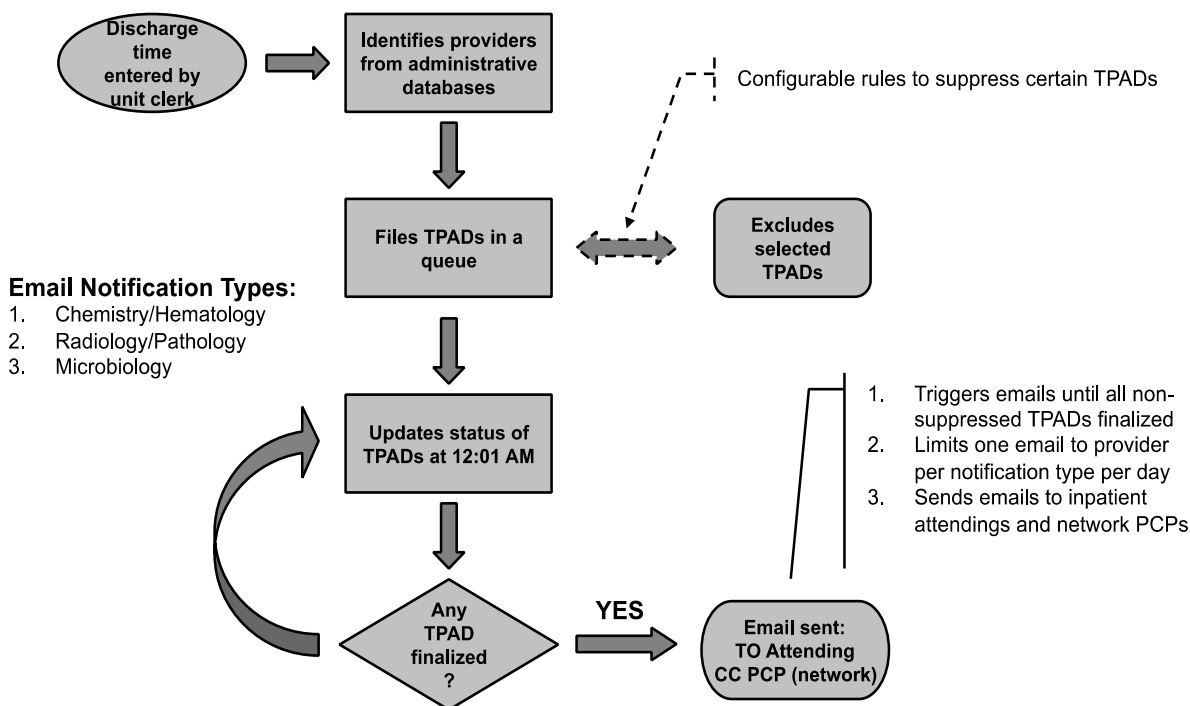 Discharge
time
entered by
unit clerk
Identifies providers
from administrative
databases
Configurable rules to suppress certain TPADs
Files TPADs in a
queue
Excludes
selected
TPADs
Email Notification Types:
1. Chemistry/Hematology
2. Radiology/Pathology
3. Microbiology
Updates status of
TPADs at 12:01 AM
1. Triggers emails until all non-
suppressed TPADs finalized
2. Limits one email to provider
per notification type per day
3. Sends emails to inpatient
attendings and network PCPs
Any
TPAD
finalized
?
YES
Email sent:
TO Attending
CC PCP (network)